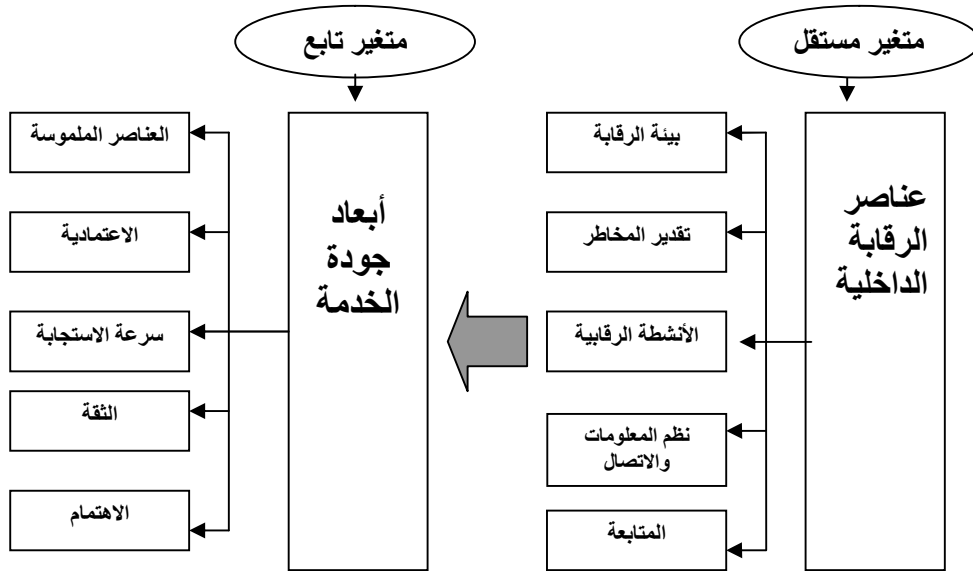 متغير مستقل
عناصر
الرقابة
الداخلية
بيئة الرقابة
تقدير المخاطر
الأنشطة الرقابية
نظم المعلومات
والاتصال
المتابعة
متغير تابع
أبعاد
جودة
الخدمة
العناصر الملموسة
الاعتمادية
سرعة الاستجابة
الثقة
الاهتمام